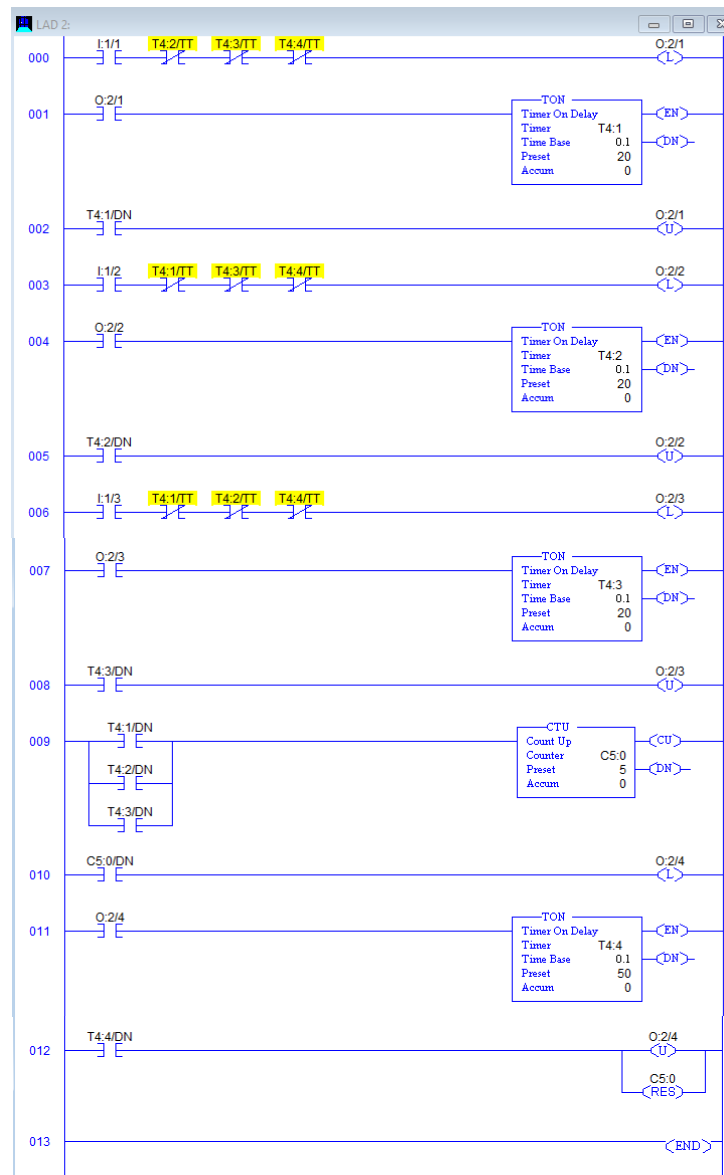 LAD 2:
I:1/1 T4:2/TT T4:3/TT T4:4/TT O:2/1
000 L
O:2/1 TON
001 Timer On Delay EN
Timer T4:1
Time Base 0.1 DN
Preset 20
Accum 0
T4:1/DN O:2/1
002 U
I:1/2 T4:1/TT T4:3/TT T4:4/TT O:2/2
003 L
O:2/2 TON
004 Timer On Delay EN
Timer T4:2
Time Base 0.1 DN
Preset 20
Accum 0
T4:2/DN O:2/2
005 U
I:1/3 T4:1/TT T4:2/TT T4:4/TT O:2/3
006 L
O:2/3 TON
007 Timer On Delay EN
Timer T4:3
Time Base 0.1 DN
Preset 20
Accum 0
T4:3/DN O:2/3
008 U
T4:1/DN CTU
009 Count Up CU
Counter C5:0
T4:2/DN Preset 5 DN
Accum 0
T4:3/DN
C5:0/DN O:2/4
010 L
O:2/4 TON
011 Timer On Delay EN
Timer T4:4
Time Base 0.1 DN
Preset 50
Accum 0
T4:4/DN O:2/4
012 U
C5:0
RES
013 END